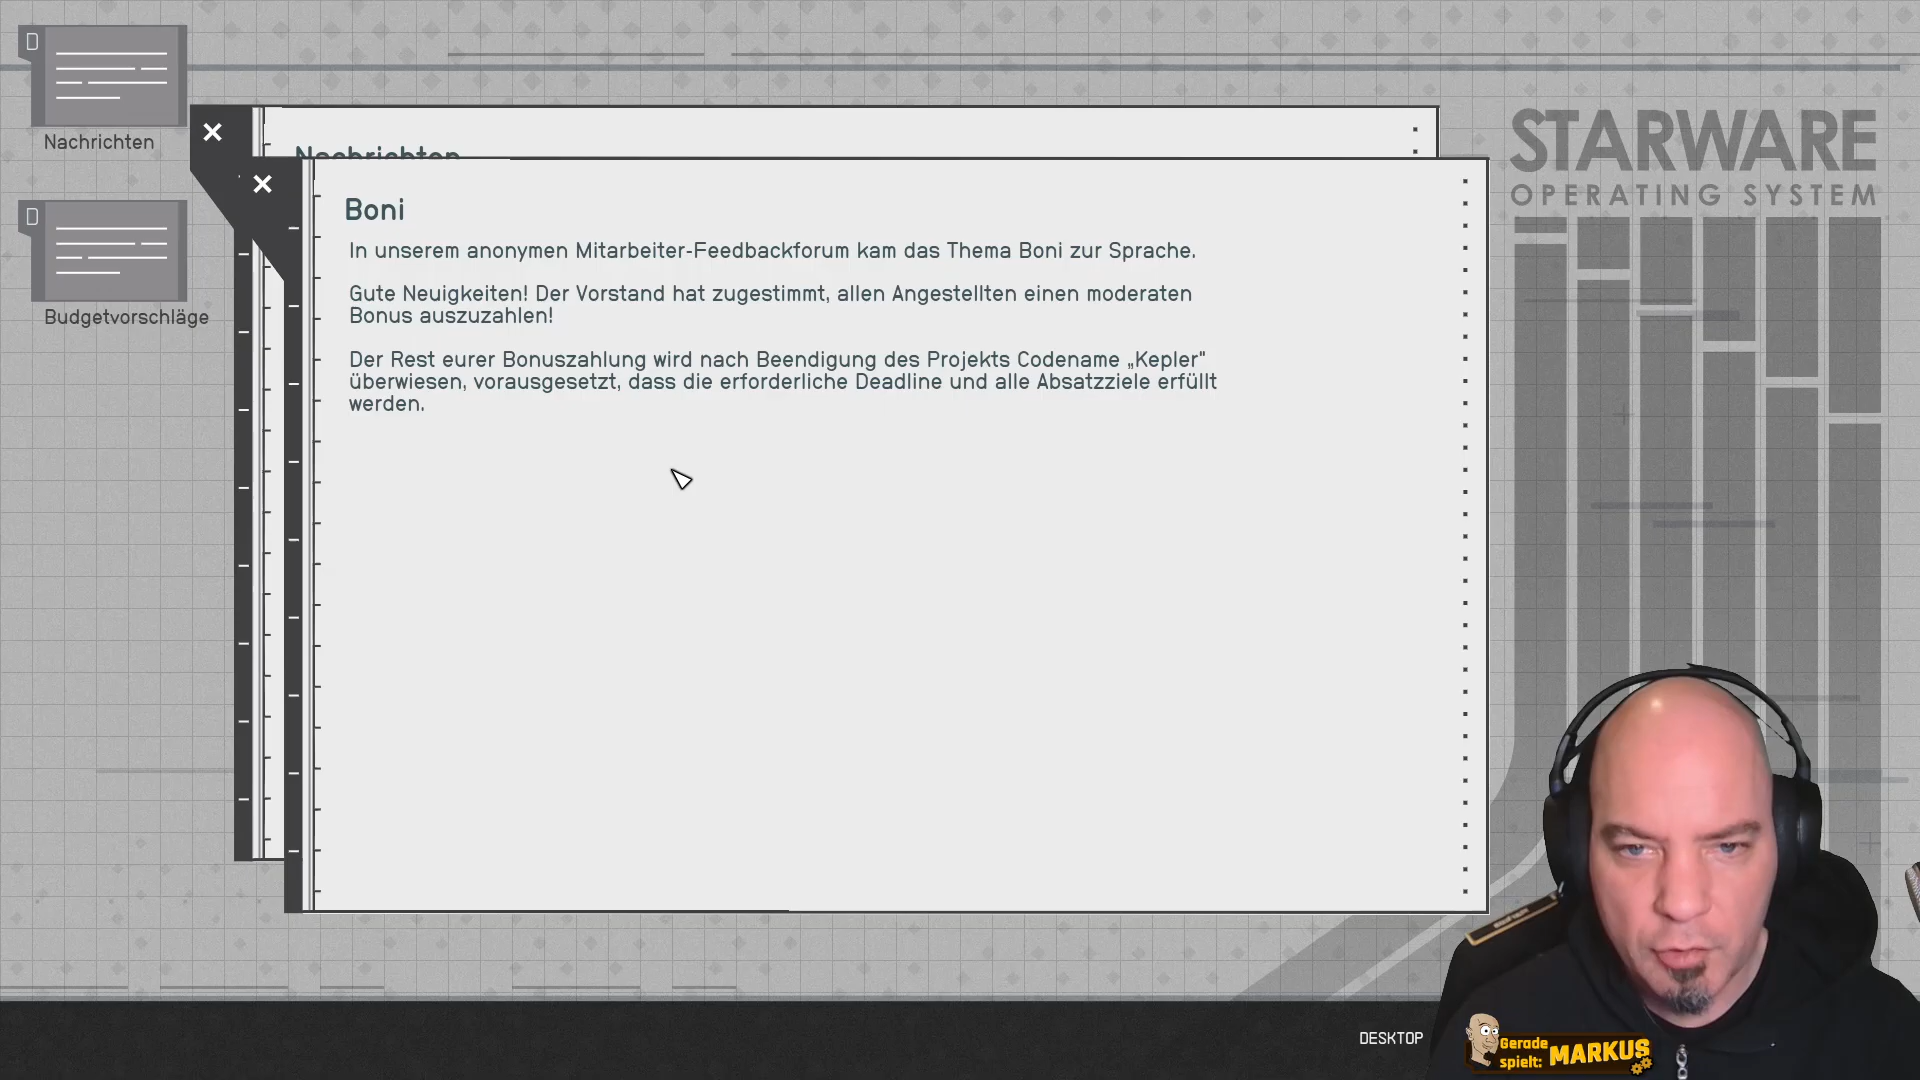 Nachrichten
Budgetvorschläge
STARWARE
OPERATING SYSTEM
Nachrichten
Boni
In unserem anonymen Mitarbeiter-Feedbackforum kam das Thema Boni zur Sprache.
Gute Neuigkeiten! Der Vorstand hat zugestimmt, allen Angestellten einen moderaten
Bonus auszuzahlen!
Der Rest eurer Bonuszahlung wird nach Beendigung des Projekts Codename „Kepler"
überwiesen, vorausgesetzt, dass die erforderliche Deadline und alle Absatzziele erfüllt
werden.
DESKTOP
Gerade
spielt: MARKUS